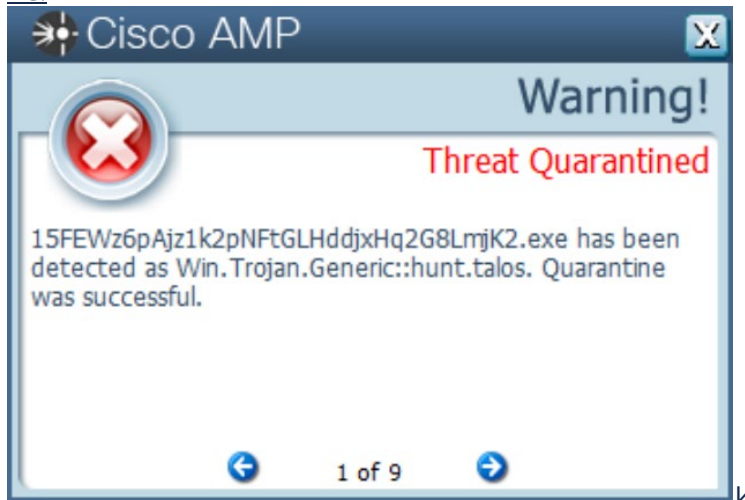 Cisco AMP
X
Warning!
Threat Quarantined
15FEWz6pAjz1k2pNFtGLHddjxHq2G8LmjK2.exe has been
detected as Win.Trojan.Generic::hunt.talos. Quarantine
was successful.
1 of 9